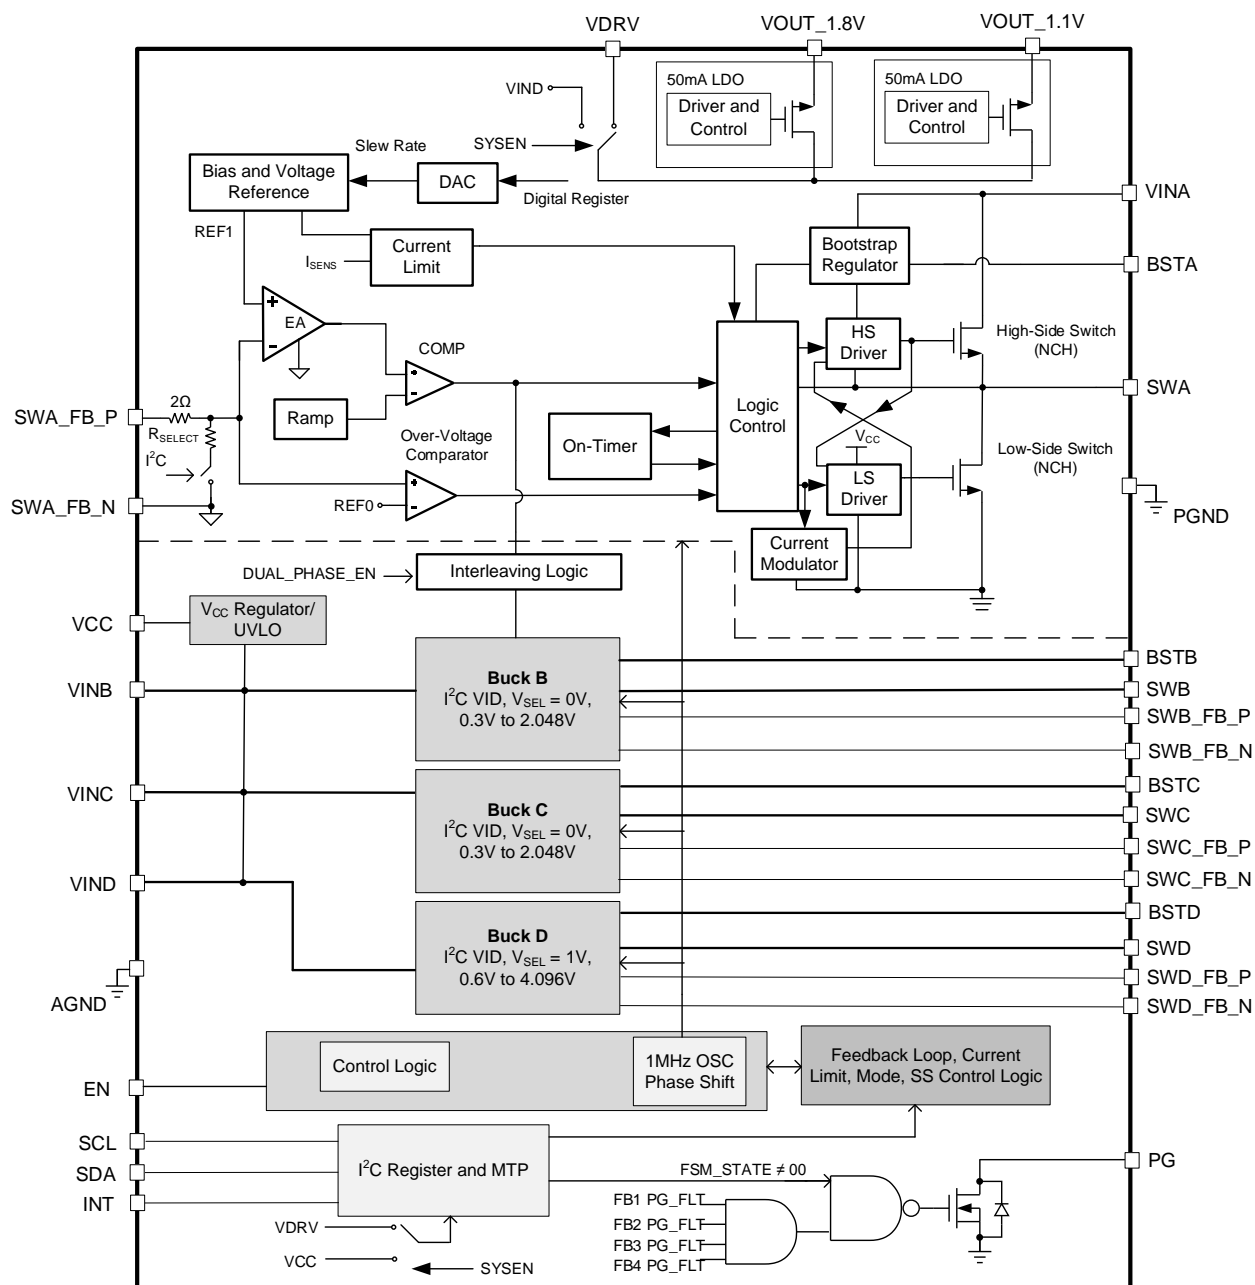 VDRV
VOUT_1.8V
VOUT_1.1V
VIND
50mA LDO
Driver and
Control
50mA LDO
Driver and
Control
SYSEN
Slew Rate
Bias and Voltage
Reference
DAC
Digital Register
VINA
REF1
Current
Limit
I_SENS
Bootstrap
Regulator
BSTA
+
EA
-
COMP
+
-
HS
Driver
High-Side Switch
(NCH)
SWA
SWA_FB_P
2Ω
R_SELECT
I²C
Ramp
Over-Voltage
Comparator
On-Timer
Logic
Control
V_CC
Low-Side Switch
(NCH)
LS
Driver
+
-
REF0
SWA_FB_N
PGND
Current
Modulator
DUAL_PHASE_EN
Interleaving Logic
VCC
V_CC Regulator/
UVLO
VINB
Buck B
I²C VID, V_SEL = 0V,
0.3V to 2.048V
BSTB
SWB
SWB_FB_P
SWB_FB_N
VINC
Buck C
I²C VID, V_SEL = 0V,
0.3V to 2.048V
BSTC
SWC
SWC_FB_P
SWC_FB_N
VIND
Buck D
I²C VID, V_SEL = 1V,
0.6V to 4.096V
BSTD
SWD
SWD_FB_P
SWD_FB_N
AGND
EN
Control Logic
1MHz OSC
Phase Shift
Feedback Loop, Current
Limit, Mode, SS Control Logic
SCL
SDA
INT
I²C Register and MTP
FSM_STATE ≠ 00
PG
FB1 PG_FLT
FB2 PG_FLT
FB3 PG_FLT
FB4 PG_FLT
VDRV
VCC
SYSEN